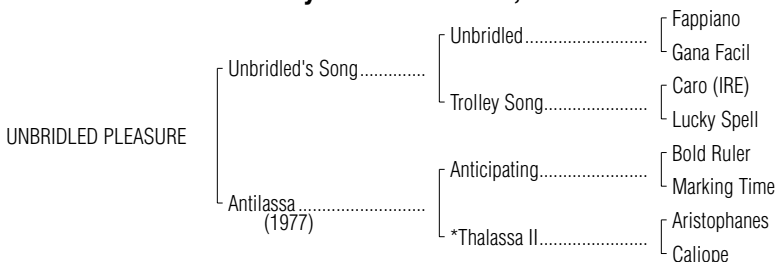 Fappiano
Unbridled..............................
Gana Facil
Unbridled's Song..............
Caro (IRE)
Trolley Song.........................
Lucky Spell
UNBRIDLED PLEASURE
Bold Ruler
Anticipating..........................
Marking Time
Antilassa ...........................
(1977)
Aristophanes
*Thalassa II..........................
Caliope